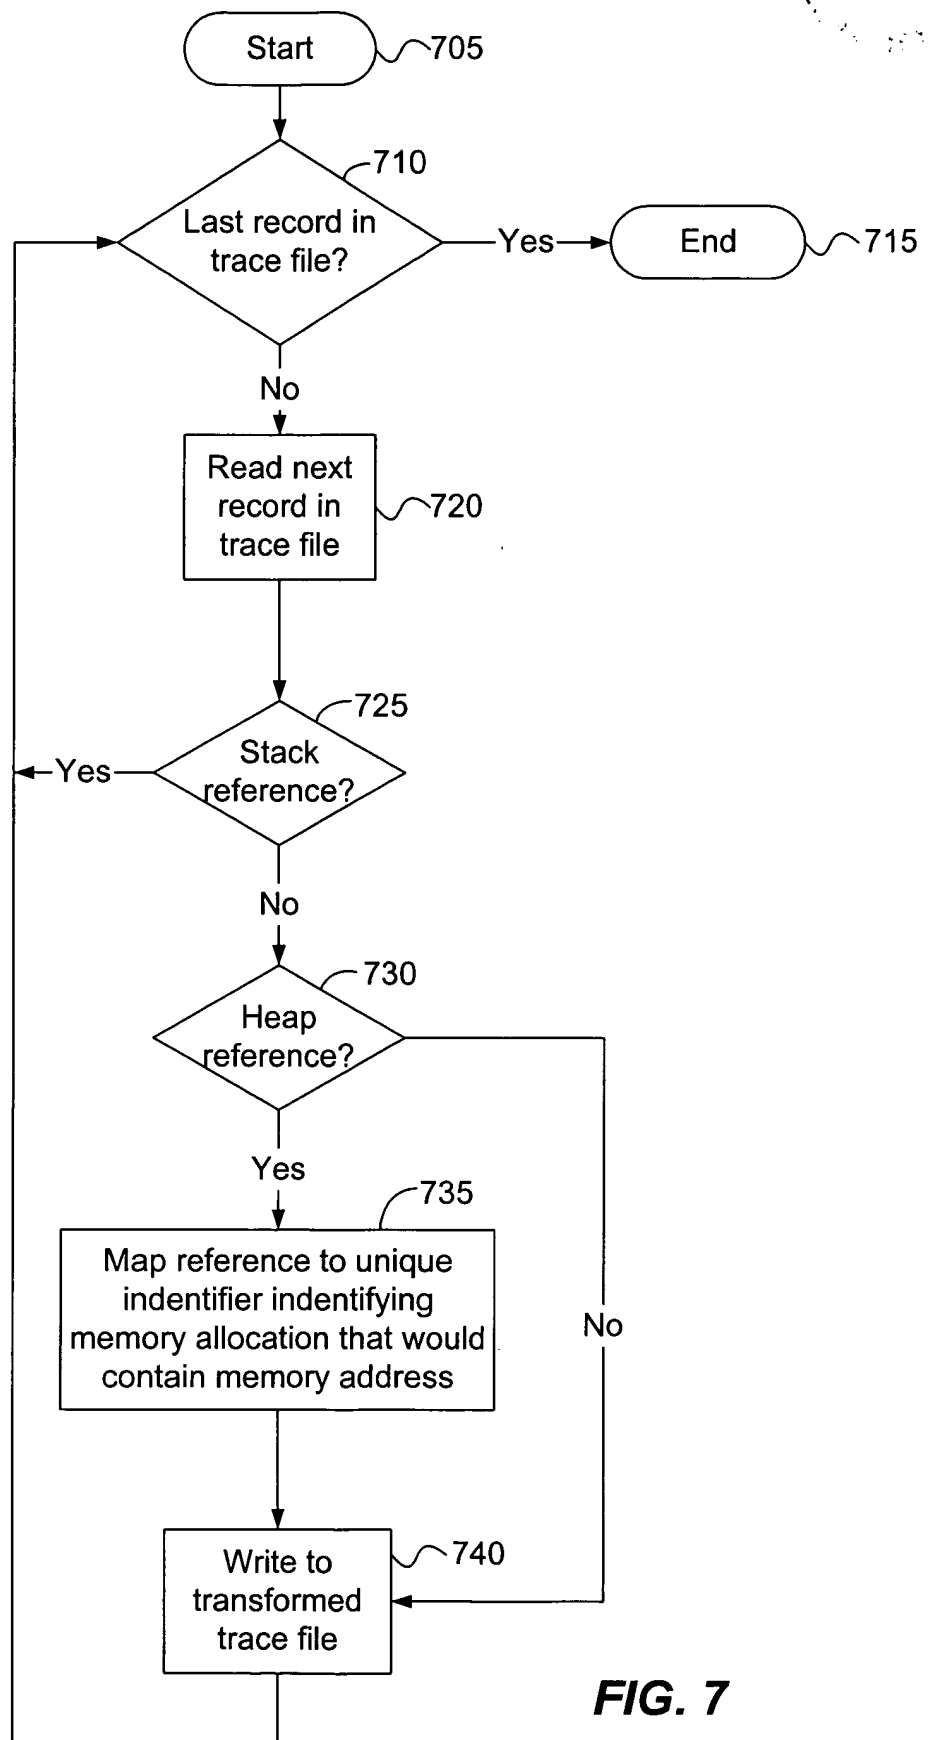 Start
705
710
Last record in
trace file?
Yes
End
715
No
Read next
record in
trace file
720
725
Stack
reference?
Yes
No
730
Heap
reference?
Yes
735
Map reference to unique
indentifier indentifying
memory allocation that would
contain memory address
No
740
Write to
transformed
trace file
FIG. 7